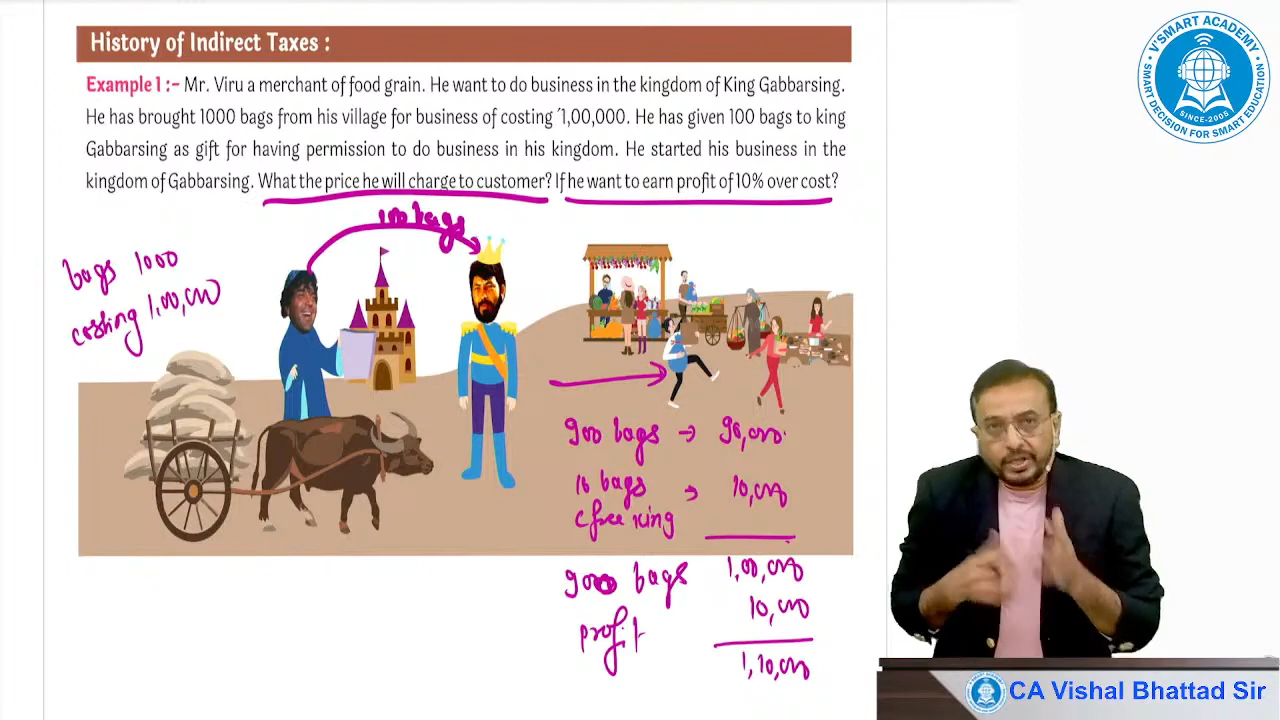 History of Indirect Taxes :
Example 1 :- Mr. Viru a merchant of food grain. He want to do business in the kingdom of King Gabbarsing.
He has brought 1000 bags from his village for business of costing ´1,00,000. He has given 100 bags to king
Gabbarsing as gift for having permission to do business in his kingdom. He started his business in the
kingdom of Gabbarsing. What the price he will charge to customer? If he want to earn profit of 10% over cost?
100 bags
bags 1000
costing 1,00,000
900 bags → 90,000
10 bags → 10,000
(free king
900 bags 1,00,000
profit 10,000
1,10,000
V'SMART ACADEMY
SINCE-2005
SMART DECISION FOR SMART EDUCATION
CA Vishal Bhattad Sir